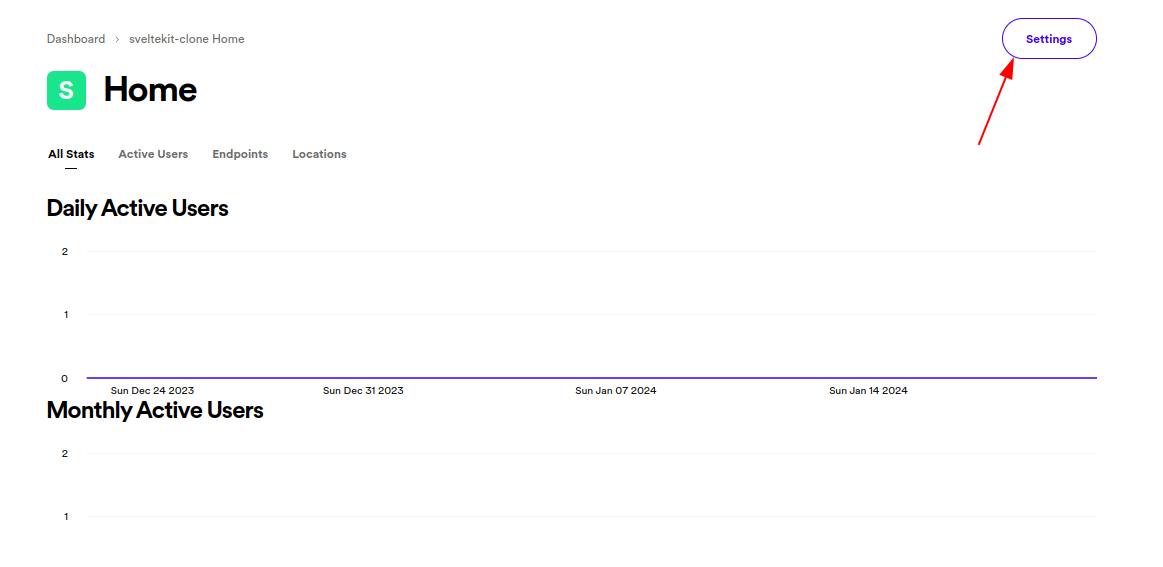 Dashboard › sveltekit-clone Home
Settings
S Home
All Stats Active Users Endpoints Locations
Daily Active Users
2
1
0
Sun Dec 24 2023 Sun Dec 31 2023 Sun Jan 07 2024 Sun Jan 14 2024
Monthly Active Users
2
1